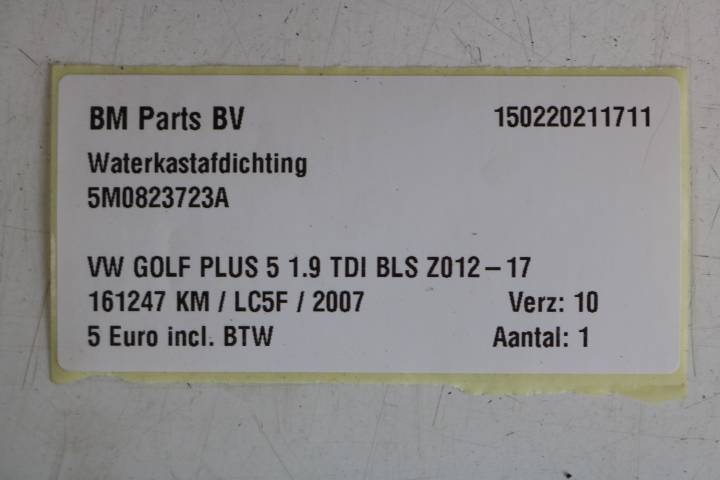 BM Parts BV 150220211711
Waterkastafdichting
5M0823723A
VW GOLF PLUS 5 1.9 TDI BLS Z012-17
161247 KM / LC5F / 2007 Verz: 10
5 Euro incl. BTW Aantal: 1